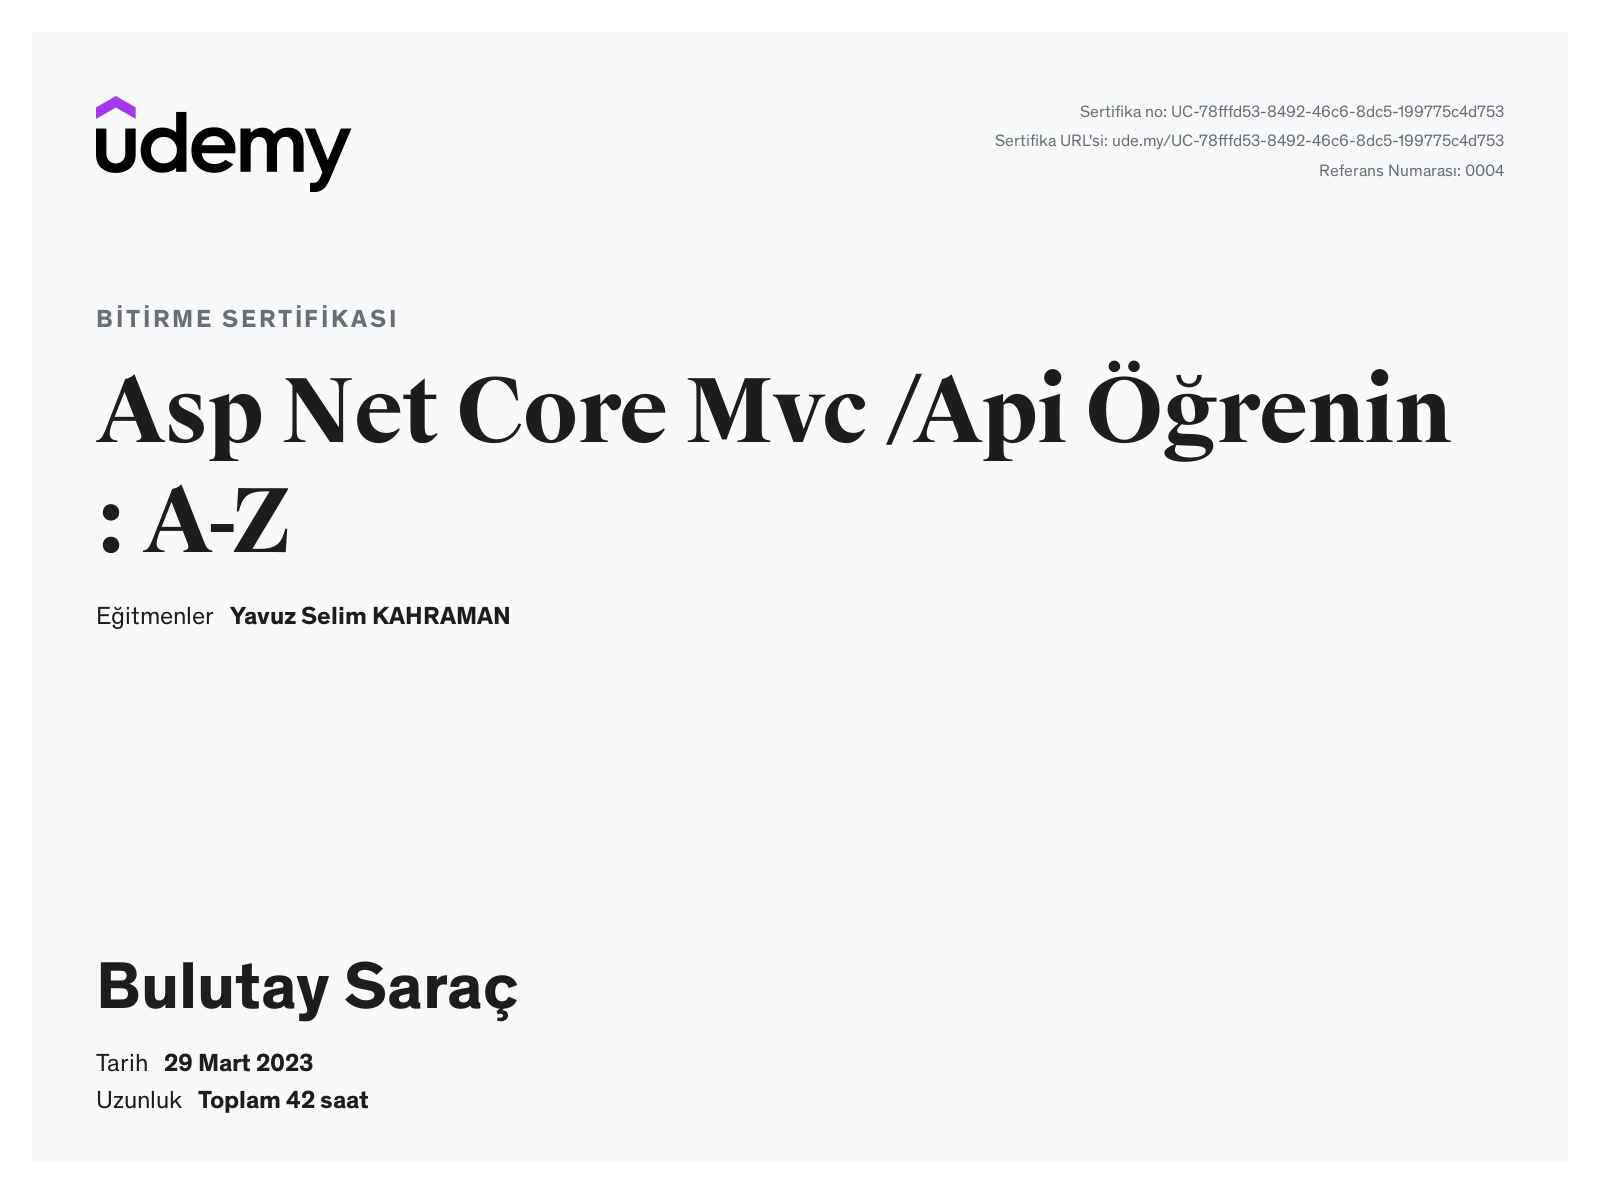 udemy
Sertifika no: UC-78fffd53-8492-46c6-8dc5-199775c4d753
Sertifika URL'si: ude.my/UC-78fffd53-8492-46c6-8dc5-199775c4d753
Referans Numarası: 0004
BİTİRME SERTİFİKASI
Asp Net Core Mvc /Api Öğrenin
: A-Z
Eğitmenler Yavuz Selim KAHRAMAN
Bulutay Saraç
Tarih 29 Mart 2023
Uzunluk Toplam 42 saat